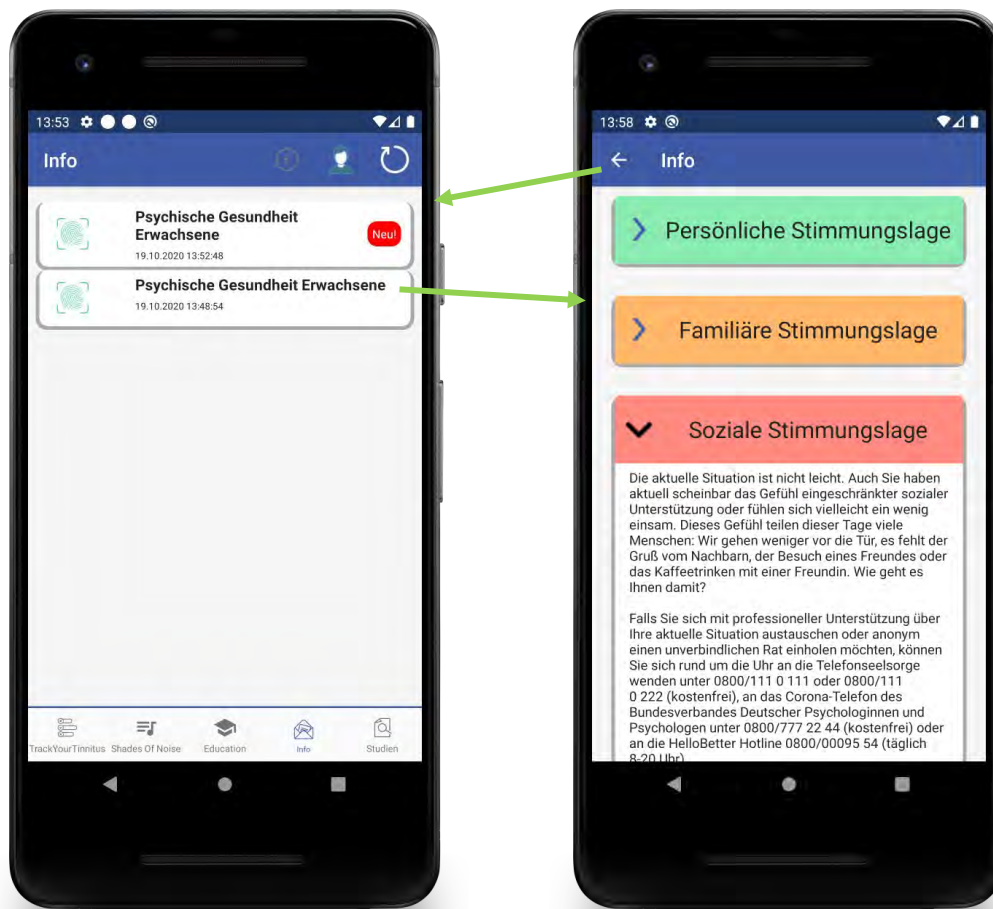 13:53
Info
Psychische Gesundheit
Erwachsene
Neu!
19.10.2020 13:52:48
Psychische Gesundheit Erwachsene
19.10.2020 13:48:54
TrackYourTinnitus Shades Of Noise Education Info Studien
13:58
Info
Persönliche Stimmungslage
Familiäre Stimmungslage
Soziale Stimmungslage
Die aktuelle Situation ist nicht leicht. Auch Sie haben
aktuell scheinbar das Gefühl eingeschränkter sozialer
Unterstützung oder fühlen sich vielleicht ein wenig
einsam. Dieses Gefühl teilen dieser Tage viele
Menschen: Wir gehen weniger vor die Tür, es fehlt der
Gruß vom Nachbarn, der Besuch eines Freundes oder
das Kaffeetrinken mit einer Freundin. Wie geht es
Ihnen damit?
Falls Sie sich mit professioneller Unterstützung über
Ihre aktuelle Situation austauschen oder anonym
einen unverbindlichen Rat einholen möchten, können
Sie sich rund um die Uhr an die Telefonseelsorge
wenden unter 0800/111 0 111 oder 0800/111
0 222 (kostenfrei), an das Corona-Telefon des
Bundesverbandes Deutscher Psychologinnen und
Psychologen unter 0800/777 22 44 (kostenfrei) oder
an die HelloBetter Hotline 0800/00095 54 (täglich
8-20 Uhr)